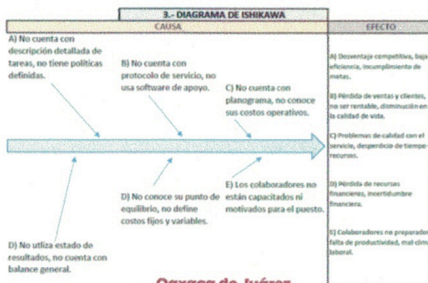 3.- DIAGRAMA DE ISHIKAWA
CAUSA
EFECTO
A) No cuenta con
descripción detallada de
tareas, no tiene políticas
definidas.
B) No cuenta con
protocolo de servicio, no
usa software de apoyo.
C) No cuenta con
planograma, no conoce
sus costos operativos.
D) No utiliza estado de
resultados, no cuenta con
balance general.
D) No conoce su punto de
equilibrio, no define
costos fijos y variables.
E) Los colaboradores no
están capacitados ni
motivados para el puesto.
A) Desventaja competitiva, baja
eficiencia, incumplimiento de
metas.
B) Pérdida de ventas y clientes,
no ser rentable, disminución en
la calidad de vida.
C) Problemas de calidad con el
servicio, desperdicio de tiempo
recursos.
D) Pérdida de recursos
financieros, incertidumbre
financiera.
E) Colaboradores no preparados
falta de productividad, mal clima
laboral.
Oaxaca de Juárez